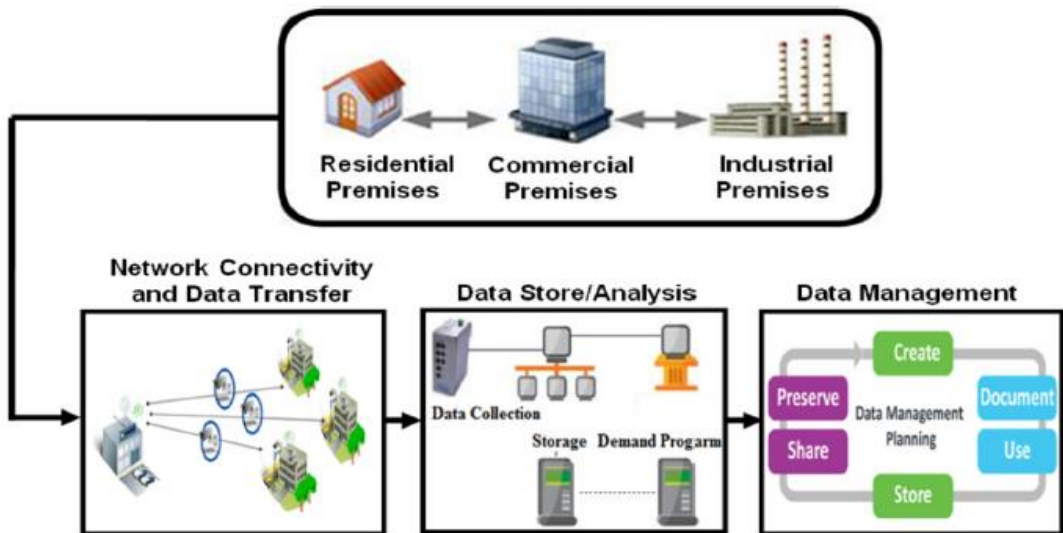 Residential
Premises
Commercial
Premises
Industrial
Premises
Network Connectivity
and Data Transfer
Data Store/Analysis
Data Management
Data Collection
Storage
Demand Progarm
Create
Preserve
Document
Data Management
Planning
Share
Use
Store